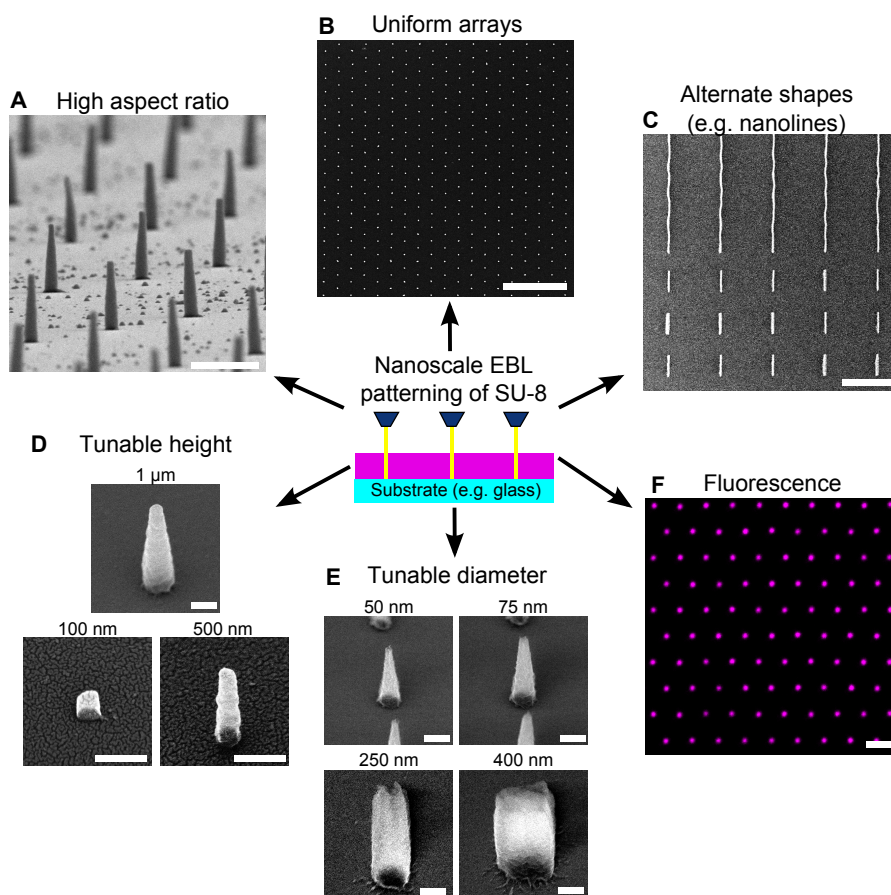 A High aspect ratio
B Uniform arrays
C Alternate shapes
(e.g. nanolines)
Nanoscale EBL
patterning of SU-8
Substrate (e.g. glass)
D Tunable height
1 µm
100 nm 500 nm
E Tunable diameter
50 nm 75 nm
250 nm 400 nm
F Fluorescence